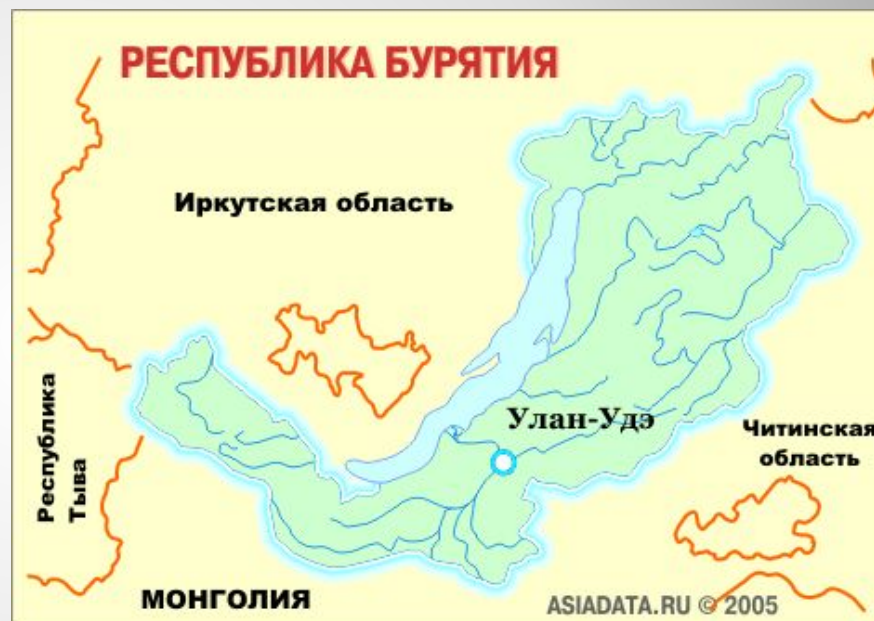 РЕСПУБЛИКА БУРЯТИЯ
Иркутская область
Республика
Тыва
Улан-Удэ
Читинская
область
МОНГОЛИЯ
ASIADATA.RU © 2005